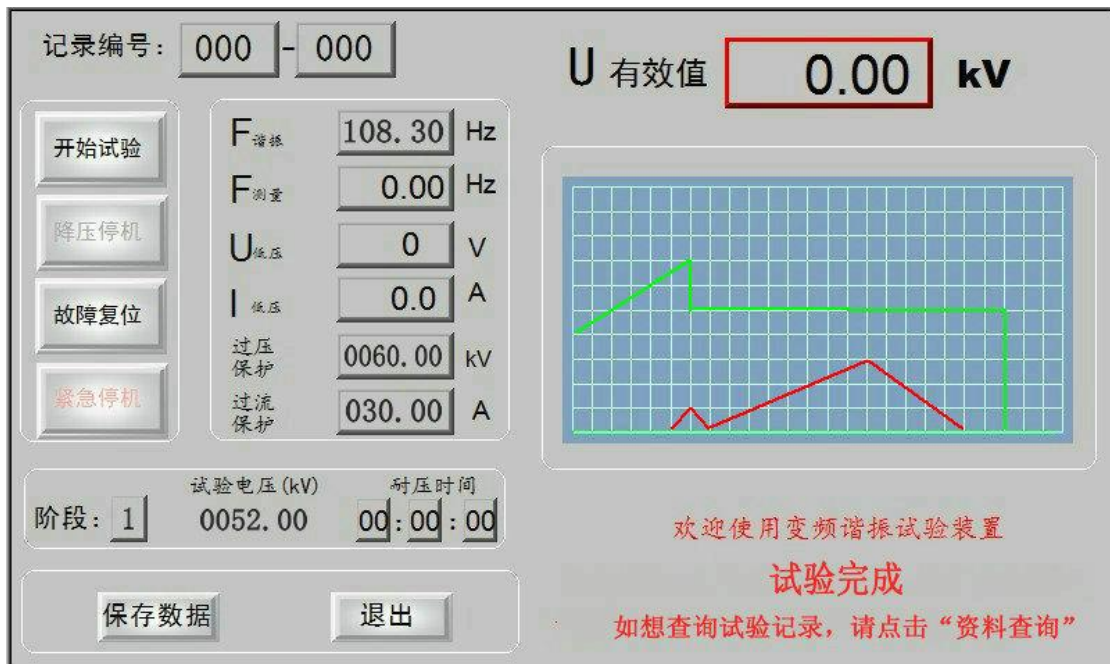 记录编号： 000 - 000
U 有效值 0.00 kV
开始试验
降压停机
故障复位
紧急停机
F谐振 108.30 Hz
F测量 0.00 Hz
U低压 0 V
I 低压 0.0 A
过压
保护 0060.00 kV
过流
保护 030.00 A
试验电压(kV) 耐压时间
阶段： 1 0052.00 00:00:00
保存数据 退出
欢迎使用变频谐振试验装置
试验完成
如想查询试验记录，请点击“资料查询”